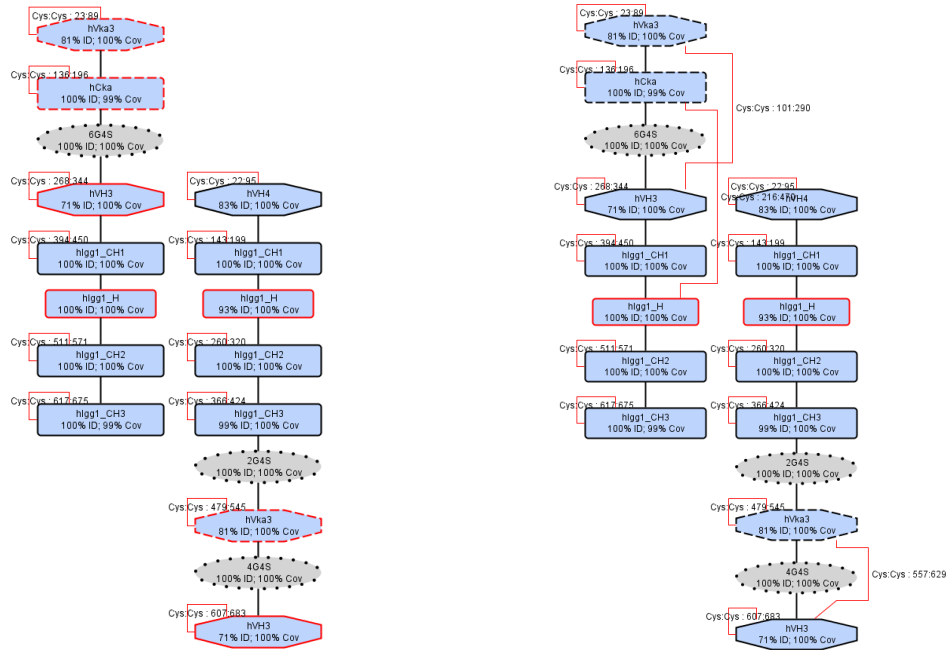 Cys:Cys : 23:89
hVka3
81% ID; 100% Cov
Cys:Cys : 136:196
hCka
100% ID; 99% Cov
6G4S
100% ID; 100% Cov
Cys:Cys : 268:344
hVH3
71% ID; 100% Cov
Cys:Cys : 394:450
hIgg1_CH1
100% ID; 100% Cov
hIgg1_H
100% ID; 100% Cov
Cys:Cys : 511:571
hIgg1_CH2
100% ID; 100% Cov
Cys:Cys : 617:675
hIgg1_CH3
100% ID; 99% Cov
Cys:Cys : 22:95
hVH4
83% ID; 100% Cov
Cys:Cys : 143:199
hIgg1_CH1
100% ID; 100% Cov
hIgg1_H
93% ID; 100% Cov
Cys:Cys : 260:320
hIgg1_CH2
100% ID; 100% Cov
Cys:Cys : 366:424
hIgg1_CH3
99% ID; 100% Cov
2G4S
100% ID; 100% Cov
Cys:Cys : 479:545
hVka3
81% ID; 100% Cov
4G4S
100% ID; 100% Cov
Cys:Cys : 607:683
hVH3
71% ID; 100% Cov
Cys:Cys : 23:89
hVka3
81% ID; 100% Cov
Cys:Cys : 136:196
hCka
100% ID; 99% Cov
Cys:Cys : 101:290
6G4S
100% ID; 100% Cov
Cys:Cys : 268:344
hVH3
71% ID; 100% Cov
Cys:Cys : 394:450
hIgg1_CH1
100% ID; 100% Cov
hIgg1_H
100% ID; 100% Cov
Cys:Cys : 511:571
hIgg1_CH2
100% ID; 100% Cov
Cys:Cys : 617:675
hIgg1_CH3
100% ID; 99% Cov
Cys:Cys : 22:95
Cys:Cys : 216:470
hVH4
83% ID; 100% Cov
Cys:Cys : 143:199
hIgg1_CH1
100% ID; 100% Cov
hIgg1_H
93% ID; 100% Cov
Cys:Cys : 260:320
hIgg1_CH2
100% ID; 100% Cov
Cys:Cys : 366:424
hIgg1_CH3
99% ID; 100% Cov
2G4S
100% ID; 100% Cov
Cys:Cys : 479:545
hVka3
81% ID; 100% Cov
4G4S
100% ID; 100% Cov
Cys:Cys : 557:629
Cys:Cys : 607:683
hVH3
71% ID; 100% Cov